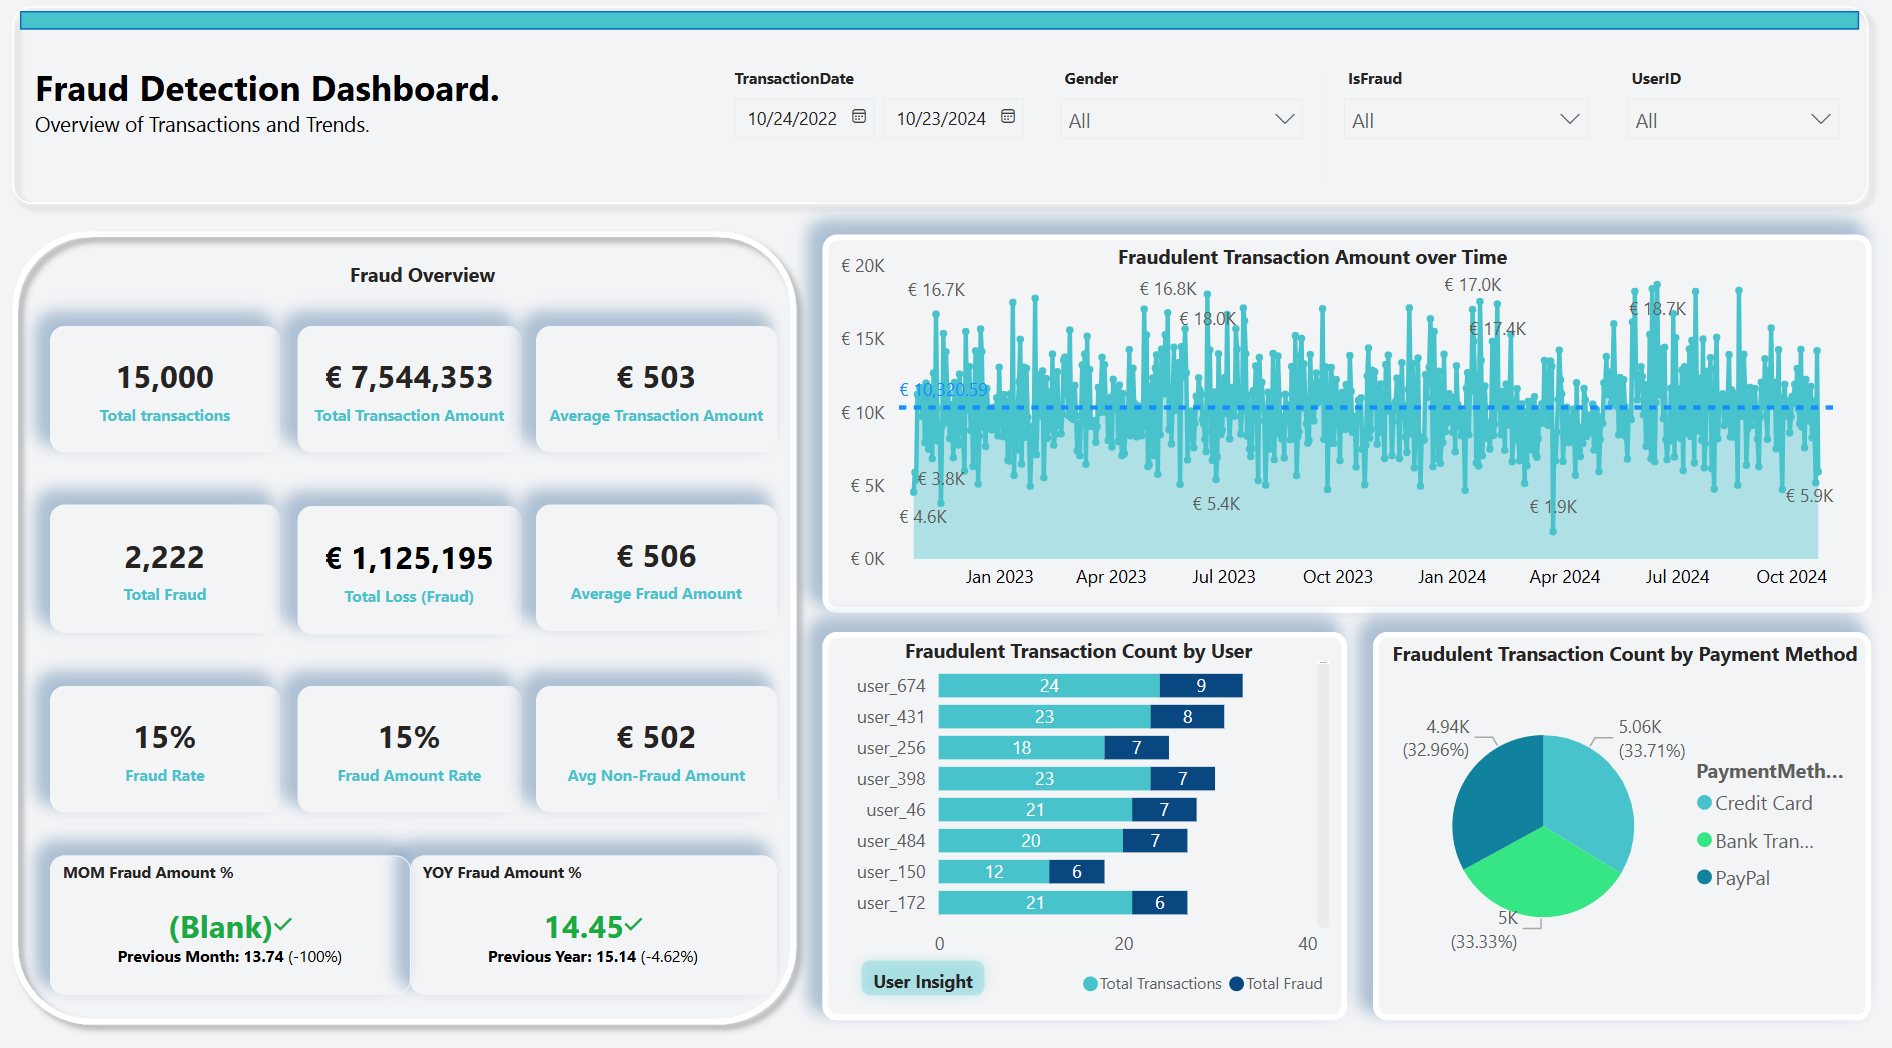 Fraud Detection Dashboard.
Overview of Transactions and Trends.
TransactionDate
10/24/2022
10/23/2024
Gender
All
IsFraud
All
UserID
All
Fraud Overview
15,000
Total transactions
€ 7,544,353
Total Transaction Amount
€ 503
Average Transaction Amount
2,222
Total Fraud
€ 1,125,195
Total Loss (Fraud)
€ 506
Average Fraud Amount
15%
Fraud Rate
15%
Fraud Amount Rate
€ 502
Avg Non-Fraud Amount
MOM Fraud Amount %
(Blank)
Previous Month: 13.74 (-100%)
YOY Fraud Amount %
14.45
Previous Year: 15.14 (-4.62%)
Fraudulent Transaction Amount over Time
€ 20K
€ 15K
€ 10K
€ 5K
€ 0K
€ 16.7K
€ 16.8K
€ 18.0K
€ 17.0K
€ 17.4K
€ 18.7K
€ 10,320.59
€ 3.8K
€ 4.6K
€ 5.4K
€ 1.9K
€ 5.9K
Jan 2023
Apr 2023
Jul 2023
Oct 2023
Jan 2024
Apr 2024
Jul 2024
Oct 2024
Fraudulent Transaction Count by User
user_674 24 9
user_431 23 8
user_256 18 7
user_398 23 7
user_46 21 7
user_484 20 7
user_150 12 6
user_172 21 6
0 20 40
User Insight
Total Transactions Total Fraud
Fraudulent Transaction Count by Payment Method
4.94K
(32.96%)
5.06K
(33.71%)
5K
(33.33%)
PaymentMeth...
Credit Card
Bank Tran...
PayPal